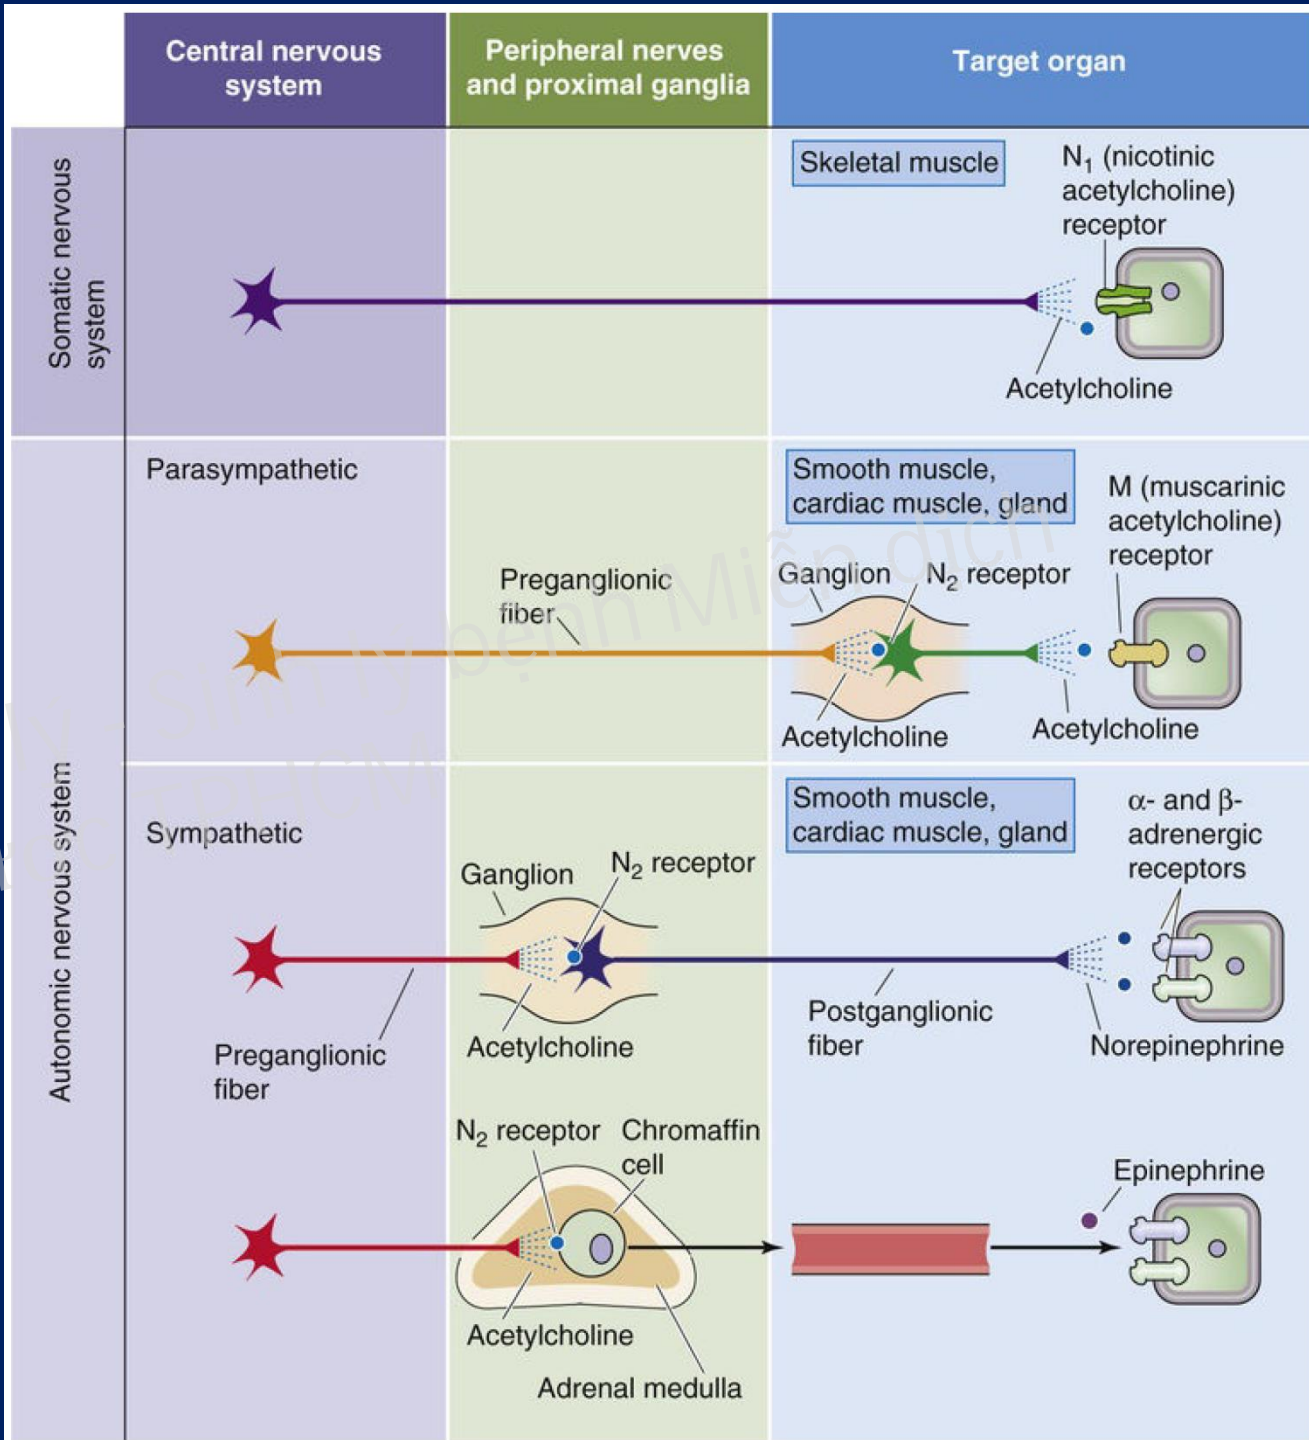 Central nervous
system
Peripheral nerves
and proximal ganglia
Target organ
Somatic nervous
system
Skeletal muscle
N1 (nicotinic
acetylcholine)
receptor
Acetylcholine
Autonomic nervous system
Parasympathetic
Preganglionic
fiber
Smooth muscle,
cardiac muscle, gland
Ganglion
N2 receptor
M (muscarinic
acetylcholine)
receptor
Acetylcholine
Acetylcholine
Sympathetic
Preganglionic
fiber
Ganglion
N2 receptor
Acetylcholine
Smooth muscle,
cardiac muscle, gland
α- and β-
adrenergic
receptors
Postganglionic
fiber
Norepinephrine
N2 receptor
Chromaffin
cell
Acetylcholine
Adrenal medulla
Epinephrine
bệnh Miễn dịch